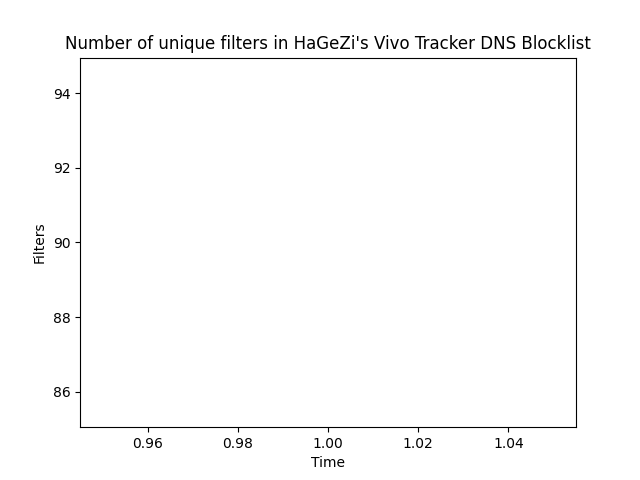 Number of unique filters in HaGeZi's Vivo Tracker DNS Blocklist
94
92
90
88
86
Filters
0.96 0.98 1.00 1.02 1.04
Time